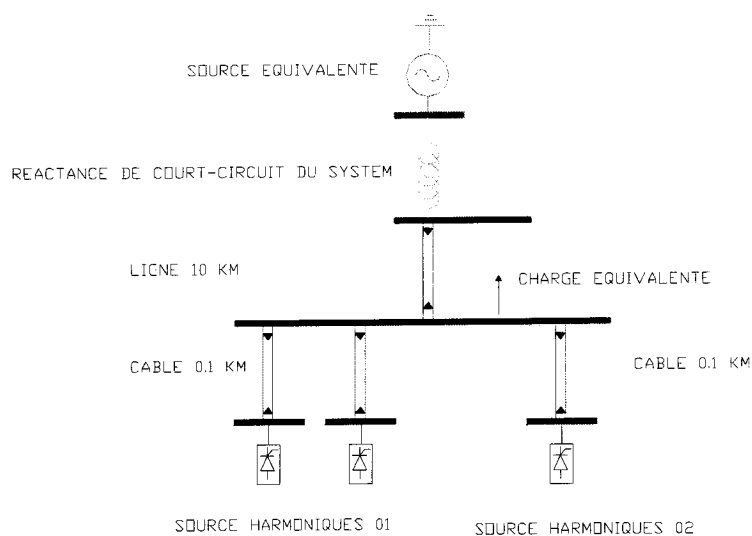 SOURCE EQUIVALENTE
REACTANCE DE COURT-CIRCUIT DU SYSTEM
LIGNE 10 KM
CHARGE EQUIVALENTE
CABLE 0.1 KM
CABLE 0.1 KM
SOURCE HARMONIQUES 01
SOURCE HARMONIQUES 02